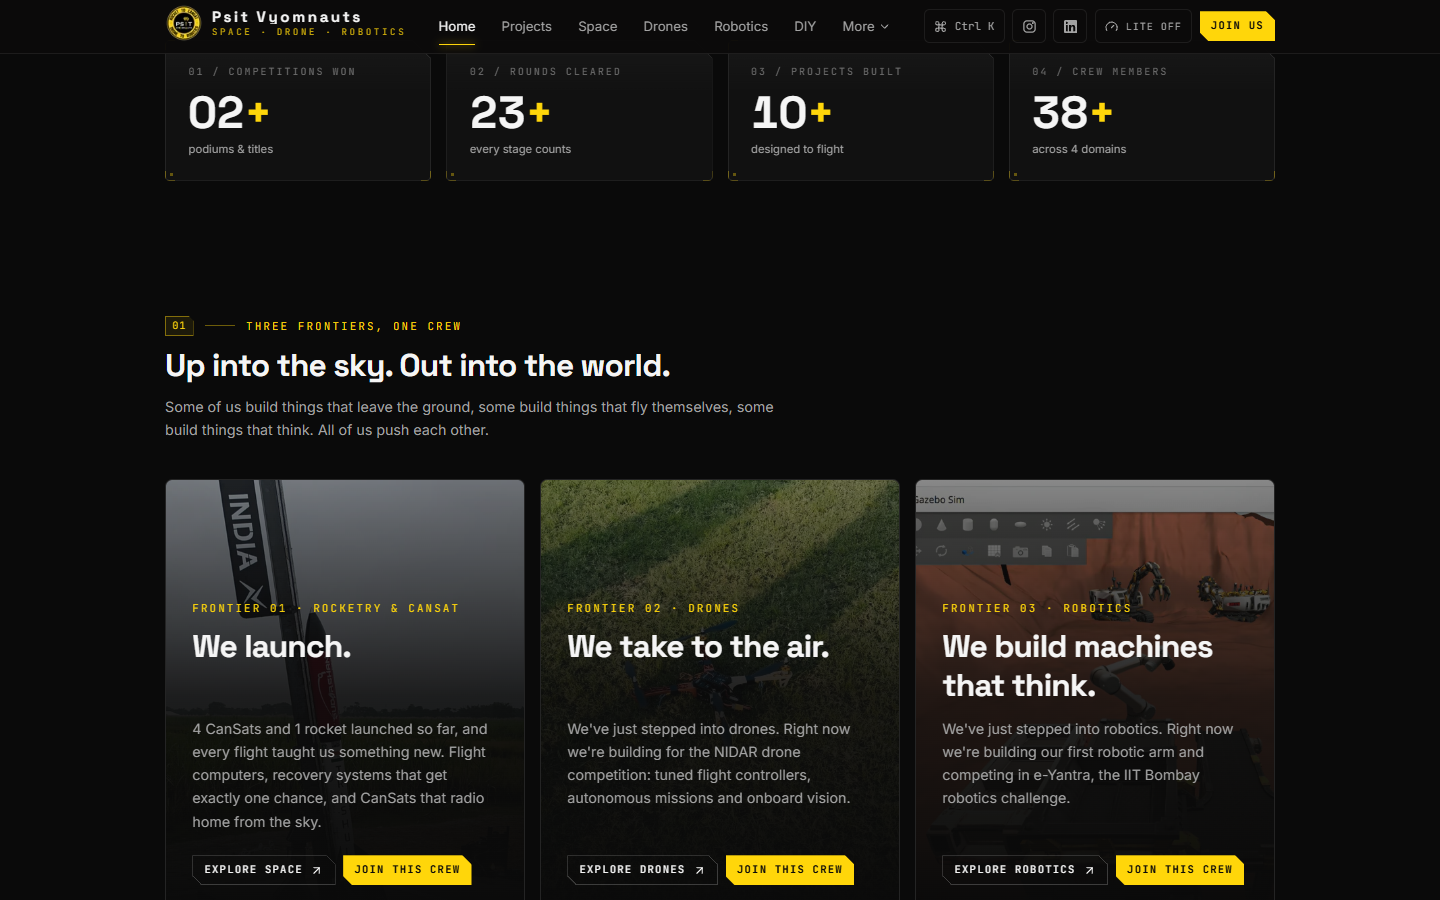 Psit Vyomnauts
SPACE · DRONE · ROBOTICS
Home
Projects
Space
Drones
Robotics
DIY
More
⌘ Ctrl K
LITE OFF
JOIN US
01 / COMPETITIONS WON
02+
podiums & titles
02 / ROUNDS CLEARED
23+
every stage counts
03 / PROJECTS BUILT
10+
designed to flight
04 / CREW MEMBERS
38+
across 4 domains
01
THREE FRONTIERS, ONE CREW
Up into the sky. Out into the world.
Some of us build things that leave the ground, some build things that fly themselves, some
build things that think. All of us push each other.
INDIA
FRONTIER 01 · ROCKETRY & CANSAT
We launch.
4 CanSats and 1 rocket launched so far, and
every flight taught us something new. Flight
computers, recovery systems that get
exactly one chance, and CanSats that radio
home from the sky.
EXPLORE SPACE
JOIN THIS CREW
FRONTIER 02 · DRONES
We take to the air.
We've just stepped into drones. Right now
we're building for the NIDAR drone
competition: tuned flight controllers,
autonomous missions and onboard vision.
EXPLORE DRONES
JOIN THIS CREW
Gazebo Sim
FRONTIER 03 · ROBOTICS
We build machines
that think.
We've just stepped into robotics. Right now
we're building our first robotic arm and
competing in e-Yantra, the IIT Bombay
robotics challenge.
EXPLORE ROBOTICS
JOIN THIS CREW